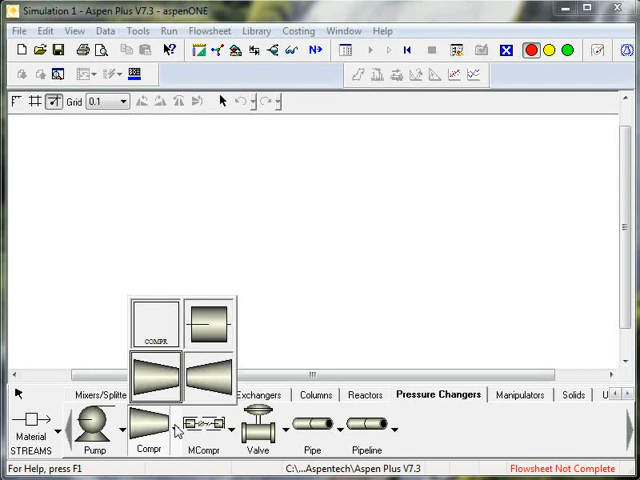 Simulation 1 - Aspen Plus V7.3 - aspenONE
File Edit View Data Tools Run Flowsheet Library Costing Window Help
N>
Grid 0.1
COMPR
Mixers/Splitte Exchangers Columns Reactors Pressure Changers Manipulators Solids U
Material
STREAMS Pump Compr MCompr Valve Pipe Pipeline
For Help, press F1 C:\...Aspentech\Aspen Plus V7.3 Flowsheet Not Complete